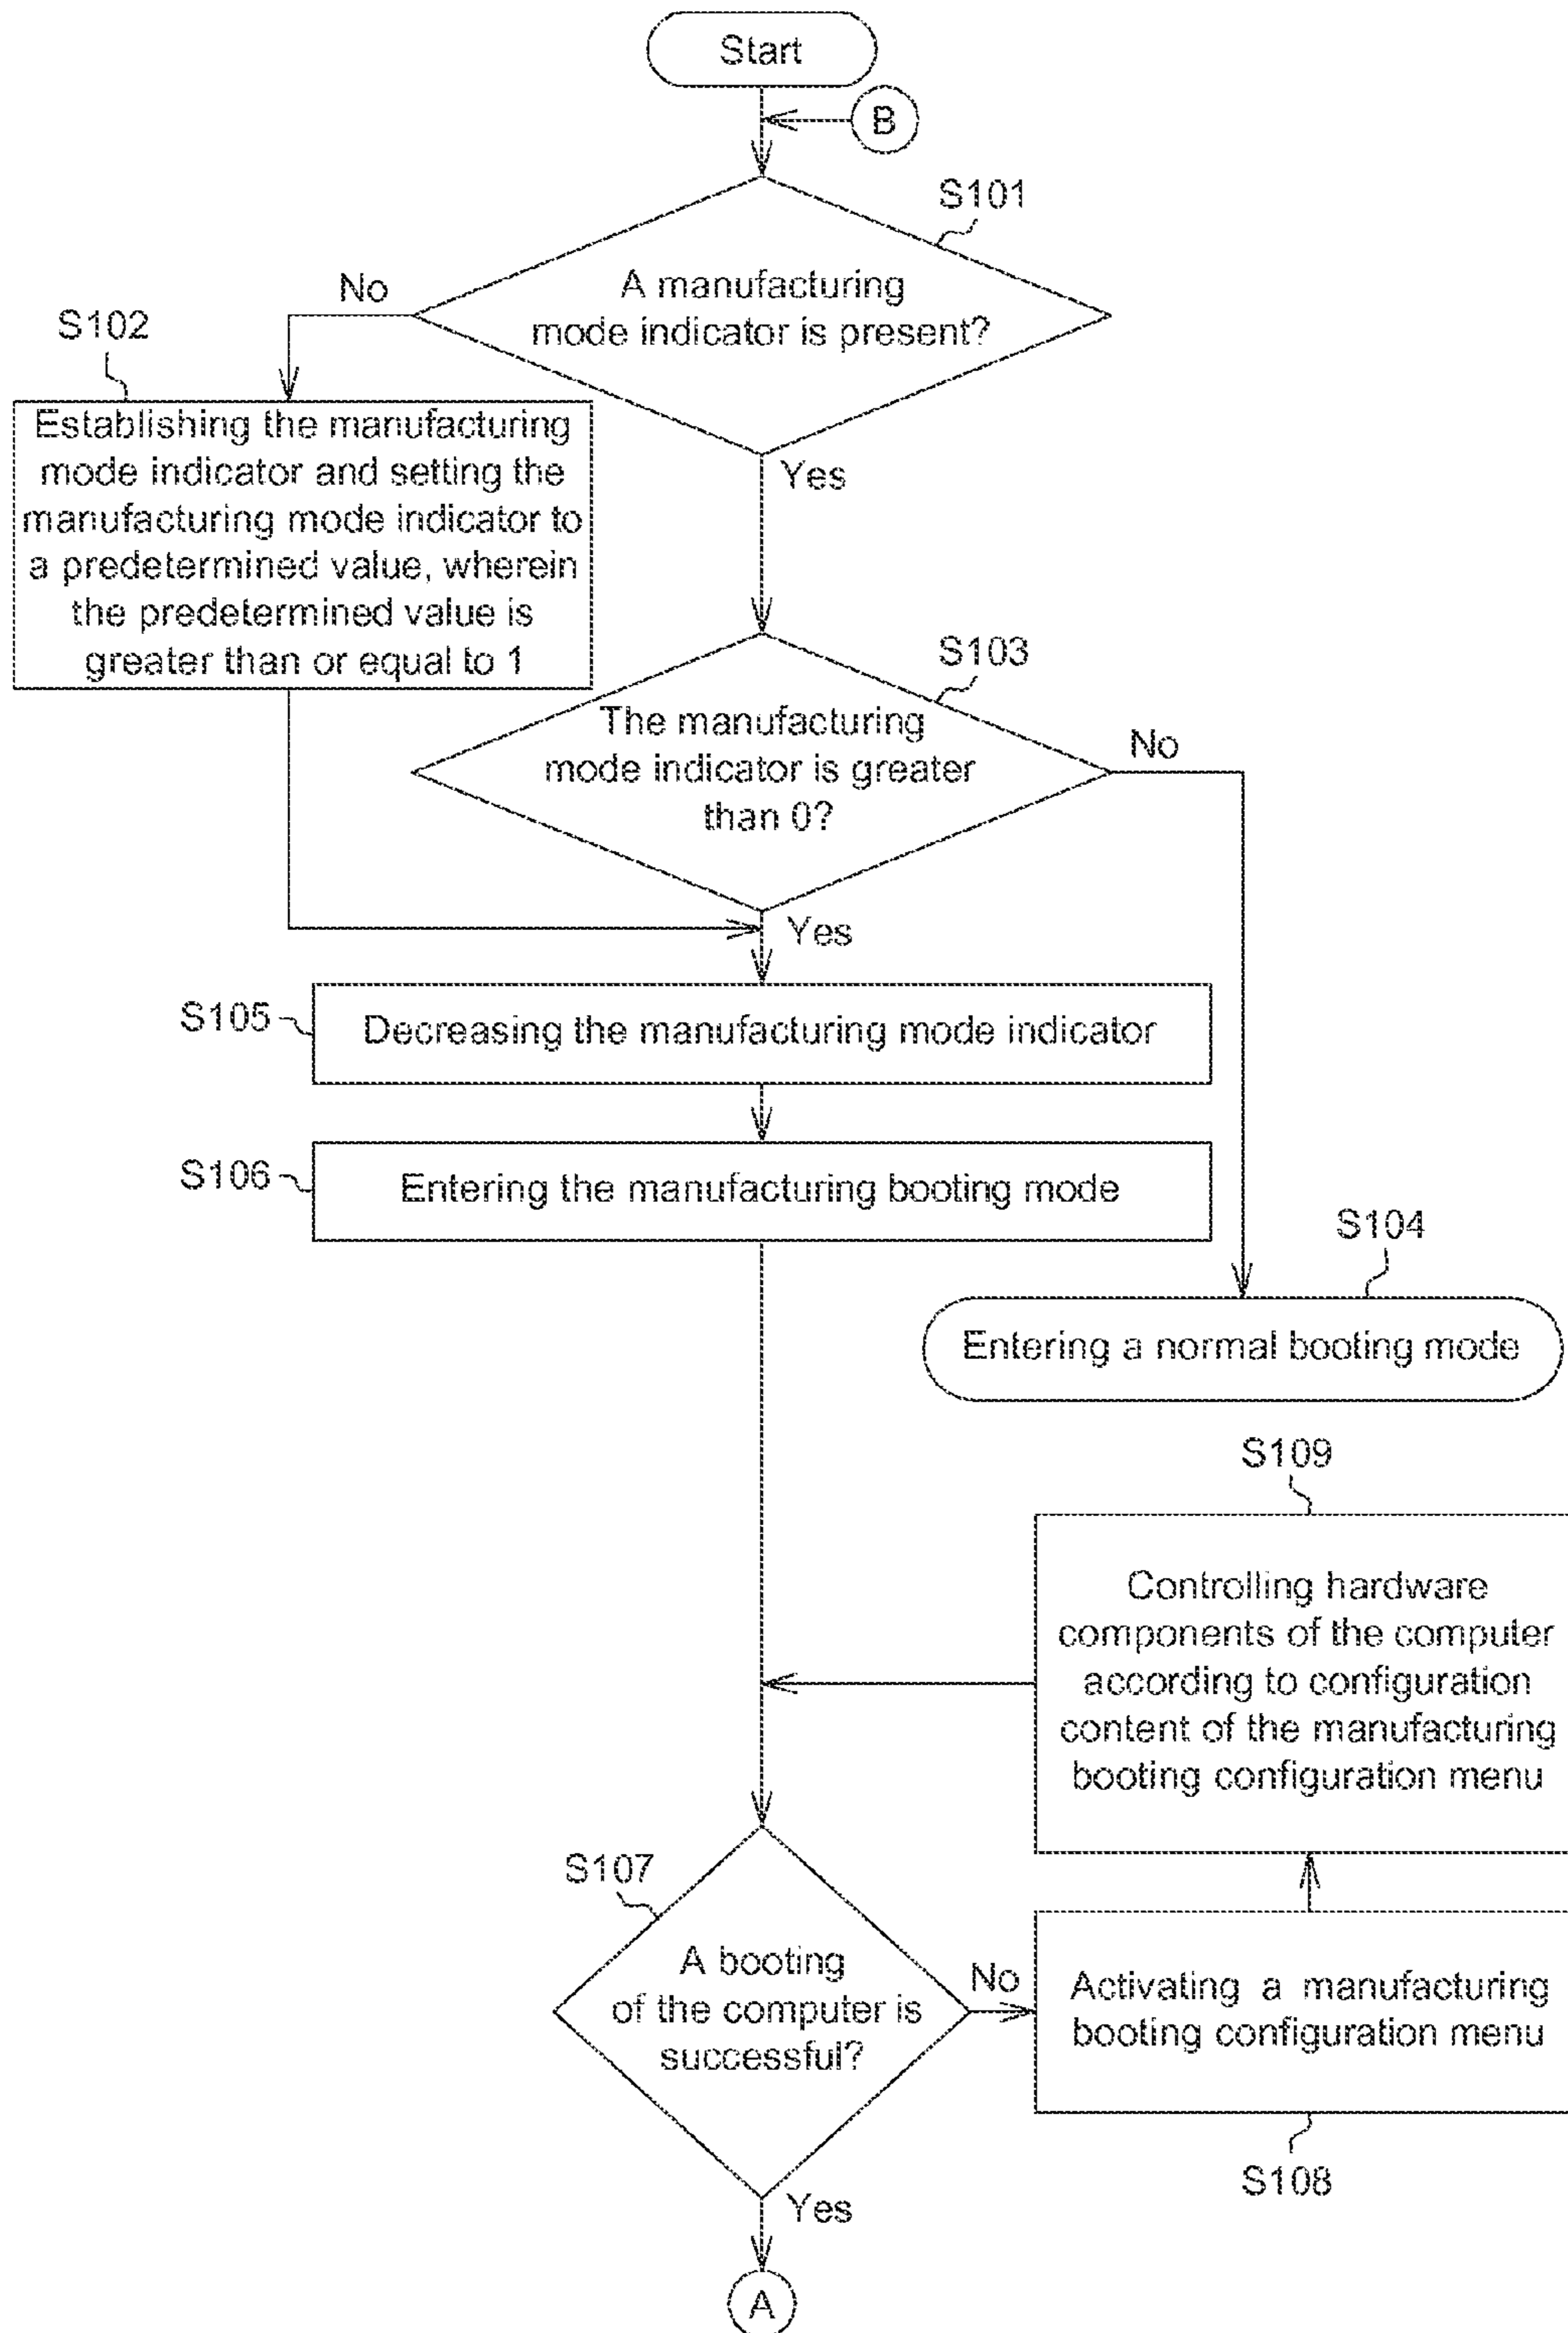 Start
B
S101
A manufacturing
mode indicator is present?
No
Yes
S102
Establishing the manufacturing
mode indicator and setting the
manufacturing mode indicator to
a predetermined value, wherein
the predetermined value is
greater than or equal to 1
S103
The manufacturing
mode indicator is greater
than 0?
No
Yes
S105
Decreasing the manufacturing mode indicator
S106
Entering the manufacturing booting mode
S104
Entering a normal booting mode
S109
Controlling hardware
components of the computer
according to configuration
content of the manufacturing
booting configuration menu
S107
A booting
of the computer is
successful?
No
Activating a manufacturing
booting configuration menu
S108
Yes
A